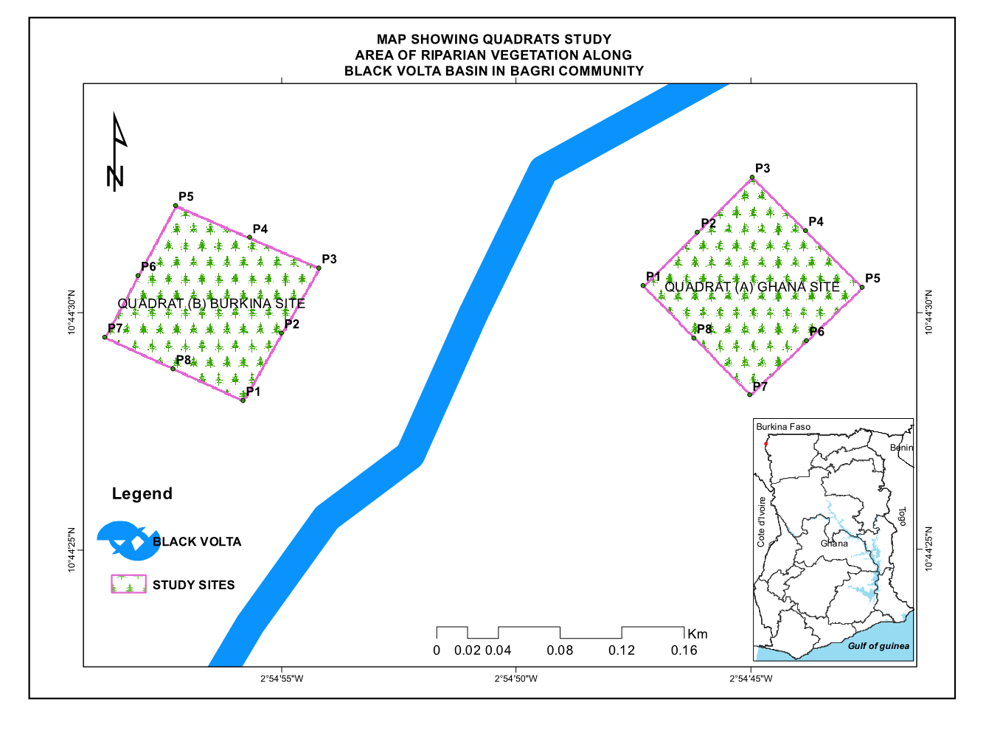 MAP SHOWING QUADRATS STUDY
AREA OF RIPARIAN VEGETATION ALONG
BLACK VOLTA BASIN IN BAGRI COMMUNITY
N
P5
P4
P3
P6
QUADRAT (B) BURKINA SITE
P7
P2
P8
P1
P3
P2
P4
P1
P5
QUADRAT (A) GHANA SITE
P8
P6
P7
10°44'30"N
10°44'25"N
10°44'30"N
10°44'25"N
Legend
BLACK VOLTA
STUDY SITES
Km
0 0.02 0.04 0.08 0.12 0.16
Burkina Faso
Benin
Cote d'Ivoire
Togo
Ghana
Gulf of guinea
2°54'55"W 2°54'50"W 2°54'45"W